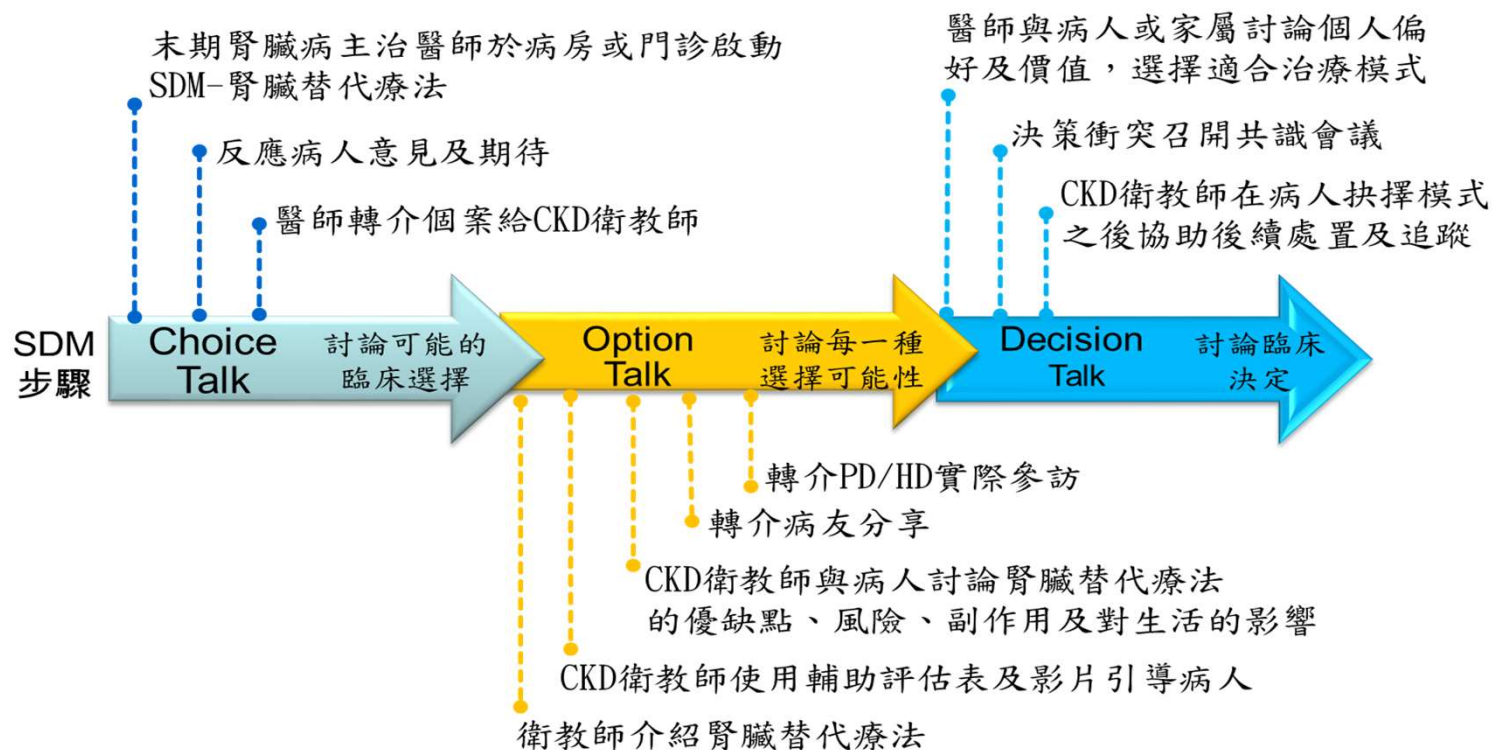 末期腎臟病主治醫師於病房或門診啟動
SDM-腎臟替代療法
反應病人意見及期待
醫師轉介個案給CKD衛教師
醫師與病人或家屬討論個人偏
好及價值，選擇適合治療模式
決策衝突召開共識會議
CKD衛教師在病人抉擇模式
之後協助後續處置及追蹤
SDM
步驟
Choice
Talk
討論可能的
臨床選擇
Option
Talk
討論每一種
選擇可能性
Decision
Talk
討論臨床
決定
轉介PD/HD實際參訪
轉介病友分享
CKD衛教師與病人討論腎臟替代療法
的優缺點、風險、副作用及對生活的影響
CKD衛教師使用輔助評估表及影片引導病人
衛教師介紹腎臟替代療法